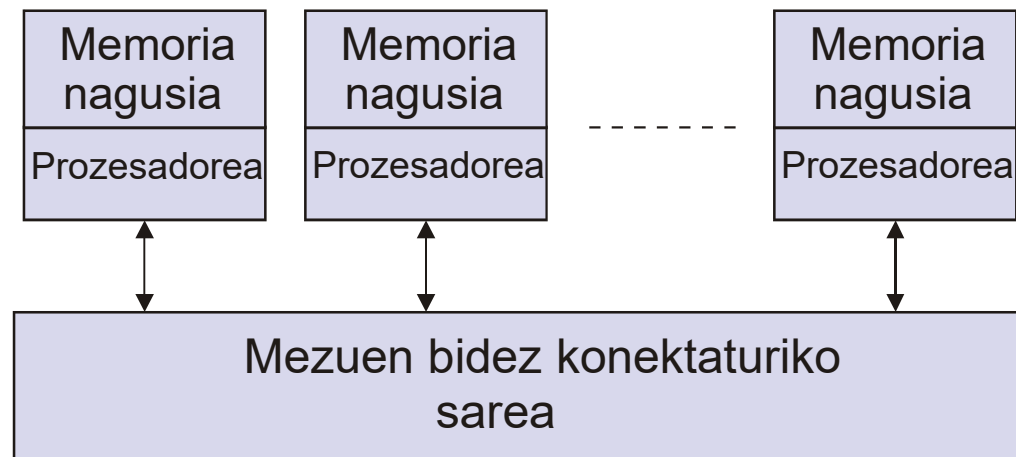 Memoria
nagusia
Prozesadorea
Memoria
nagusia
Prozesadorea
Memoria
nagusia
Prozesadorea
Mezuen bidez konektaturiko
sarea